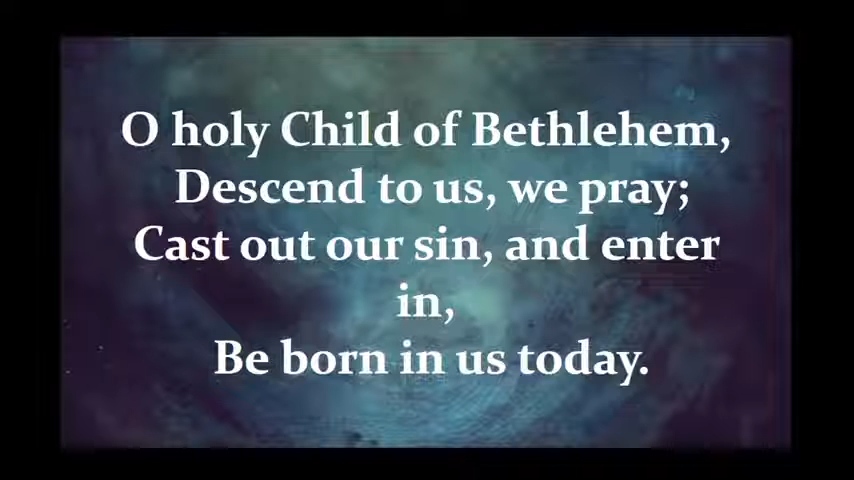 O holy Child of Bethlehem,
Descend to us, we pray;
Cast out our sin, and enter
in,
Be born in us today.